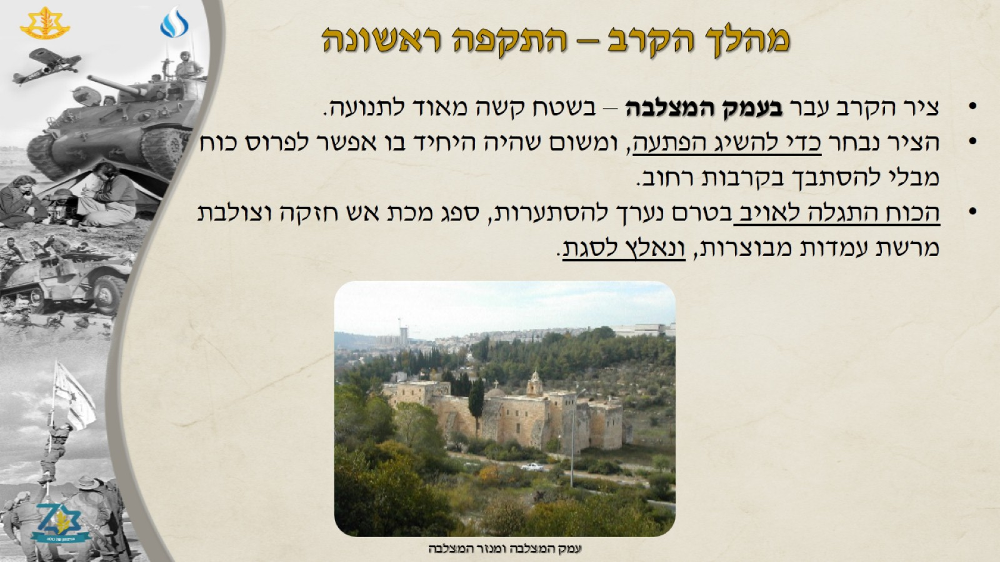 מהלך הקרב – התקפה ראשונה
• ציר הקרב עבר בעמק המצלבה – בשטח קשה מאוד לתנועה.
• הציר נבחר כדי להשיג הפתעה, ומשום שהיה היחיד בו אפשר לפרוס כוח
מבלי להסתבך בקרבות רחוב.
• הכוח התגלה לאויב בטרם נערך להסתערות, ספג מכת אש חזקה וצולבת
מרשת עמדות מבוצרות, ונאלץ לסגת.
עמק המצלבה ומנזר המצלבה
70